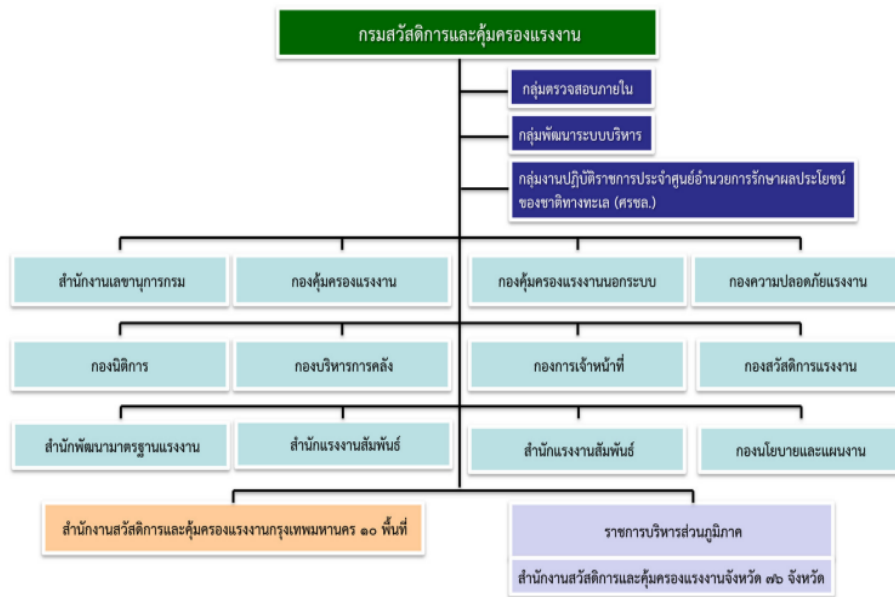 กรมสวัสดิการและคุ้มครองแรงงาน
กลุ่มตรวจสอบภายใน
กลุ่มพัฒนาระบบบริหาร
กลุ่มงานปฏิบัติราชการประจำศูนย์อำนวยการรักษาผลประโยชน์
ของชาติทางทะเล (ศรชล.)
สำนักงานเลขานุการกรม
กองคุ้มครองแรงงาน
กองคุ้มครองแรงงานนอกระบบ
กองความปลอดภัยแรงงาน
กองนิติการ
กองบริหารการคลัง
กองการเจ้าหน้าที่
กองสวัสดิการแรงงาน
สำนักพัฒนามาตรฐานแรงงาน
สำนักแรงงานสัมพันธ์
สำนักแรงงานสัมพันธ์
กองนโยบายและแผนงาน
สำนักงานสวัสดิการและคุ้มครองแรงงานกรุงเทพมหานคร ๑๐ พื้นที่
ราชการบริหารส่วนภูมิภาค
สำนักงานสวัสดิการและคุ้มครองแรงงานจังหวัด ๗๖ จังหวัด